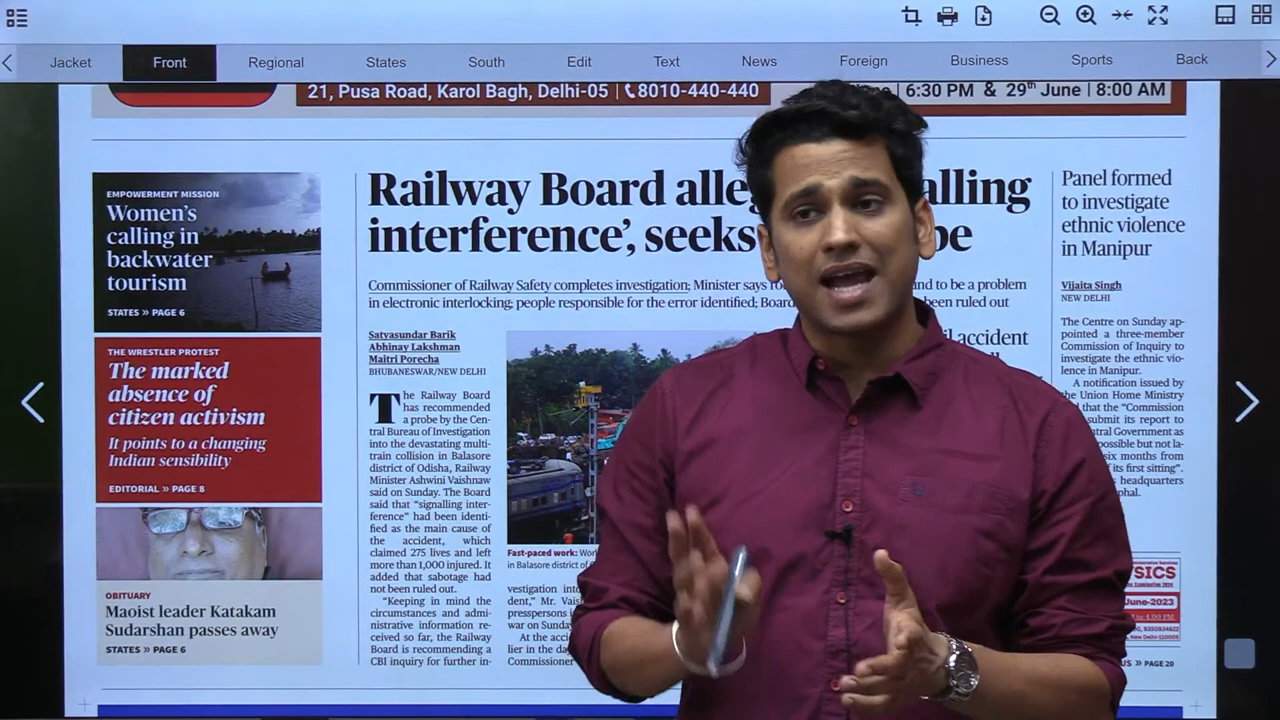 Jacket
Front
Regional
States
South
Edit
Text
News
Foreign
Business
Sports
Back
21, Pusa Road, Karol Bagh, Delhi-05 | 8010-440-440
| 6:30 PM & 29th June | 8:00 AM
EMPOWERMENT MISSION
Women's
calling in
backwater
tourism
STATES » PAGE 6
THE WRESTLER PROTEST
The marked
absence of
citizen activism
It points to a changing
Indian sensibility
EDITORIAL » PAGE 8
OBITUARY
Maoist leader Katakam
Sudarshan passes away
STATES » PAGE 6
Railway Board
interference’, seeks
Commissioner of Railway Safety completes investigation; Minister says to be a problem
in electronic interlocking; people responsible for the error identified; been ruled out
Satyasundar Barik
Abhinay Lakshman
Maitri Porecha
BHUBANESWAR/NEW DELHI
The Railway Board
has recommended
a probe by the Cen-
tral Bureau of Investigation
into the devastating multi-
train collision in Balasore
district of Odisha, Railway
Minister Ashwini Vaishnaw
said on Sunday. The Board
said that “signalling inter-
ference” had been identi-
fied as the main cause of
the accident, which
claimed 275 lives and left
more than 1,000 injured. It
added that sabotage had
not been ruled out.
“Keeping in mind the
circumstances and admi-
nistrative information re-
ceived so far, the Railway
Board is recommending a
CBI inquiry for further in-
accident
Fast-paced work:
in Balasore district of
vestigation
dent,” Mr.
presspersons
war on Sunday
At the
lier in the
Commissioner
Panel formed
to investigate
ethnic violence
in Manipur
Vijaita Singh
NEW DELHI
The Centre on Sunday ap-
pointed a three-member
Commission of Inquiry to
investigate the ethnic vio-
lence in Manipur.
A notification issued by
the Union Home Ministry
that the “Commission
submit its report to
Government as
possible but not la-
six months from
of its first sitting”.
headquarters
June-2023
» PAGE 20